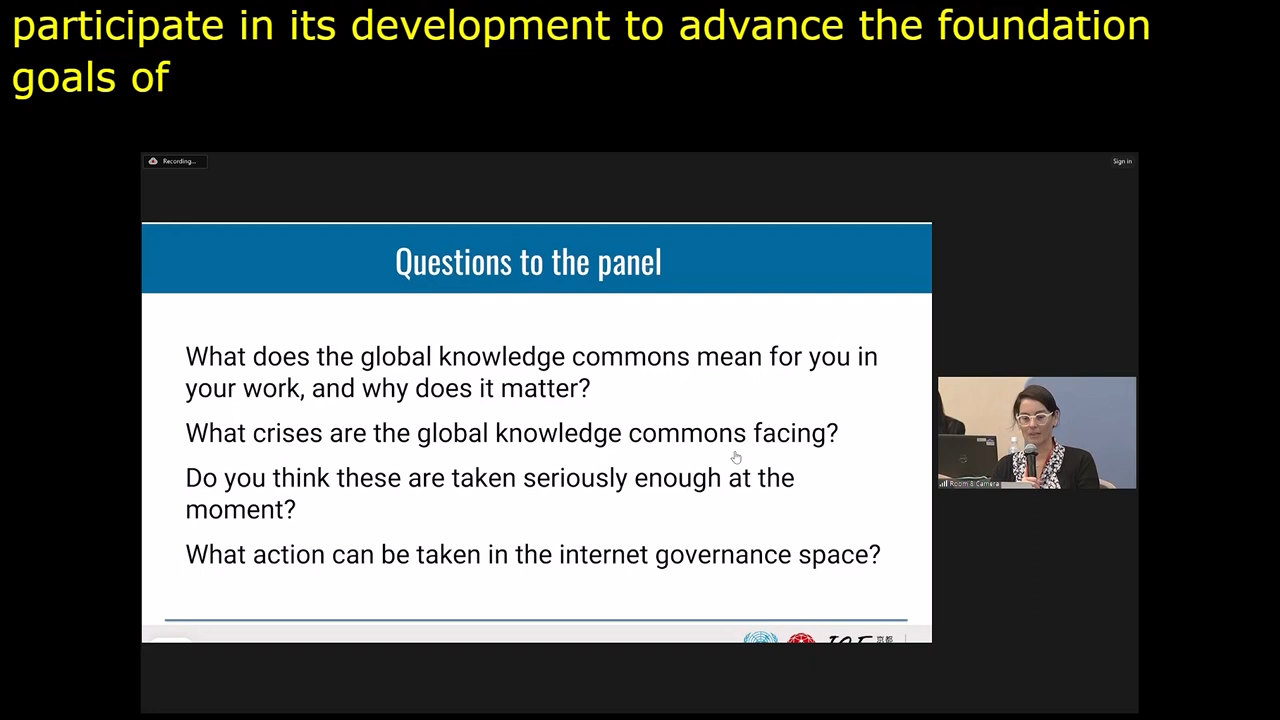 participate in its development to advance the foundation
goals of
Recording...
Sign in
Questions to the panel
What does the global knowledge commons mean for you in
your work, and why does it matter?
What crises are the global knowledge commons facing?
Do you think these are taken seriously enough at the
moment?
What action can be taken in the internet governance space?
Room 8 Camera